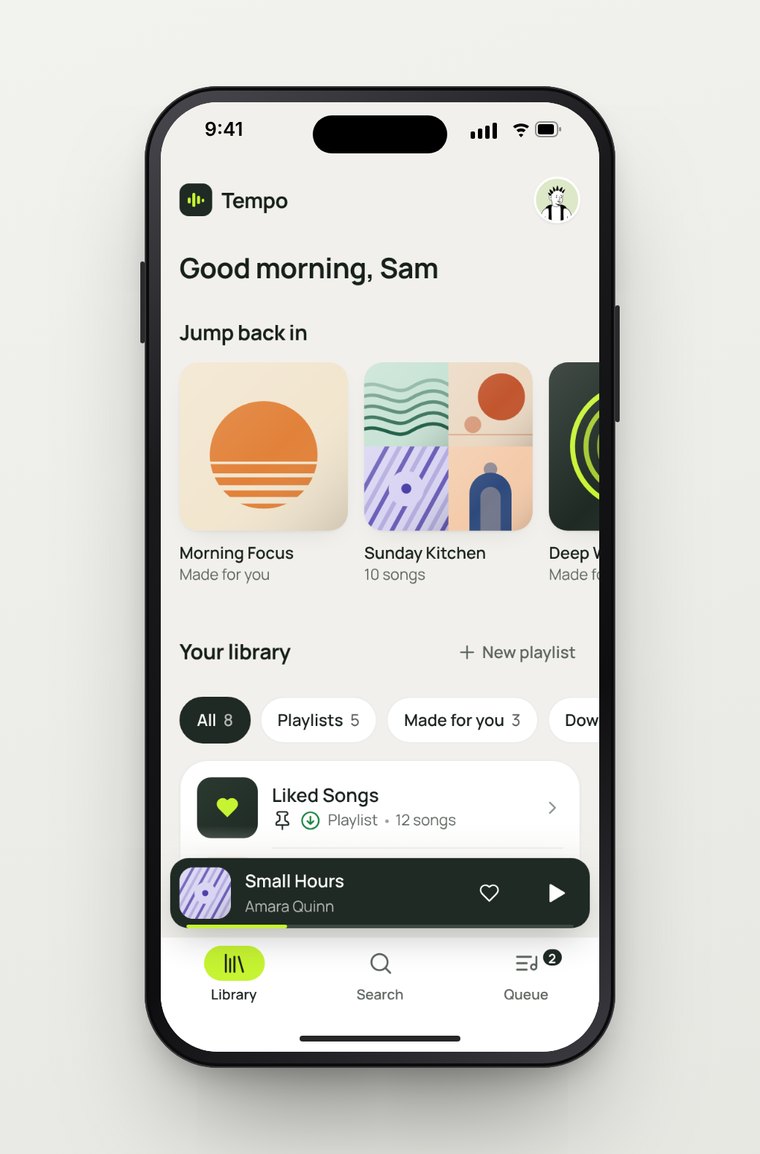 9:41
Tempo
Good morning, Sam
Jump back in
Morning Focus
Made for you
Sunday Kitchen
10 songs
Deep
Made
Your library
+ New playlist
All 8
Playlists 5
Made for you 3
Liked Songs
Playlist • 12 songs
Small Hours
Amara Quinn
Library
Search
2
Queue